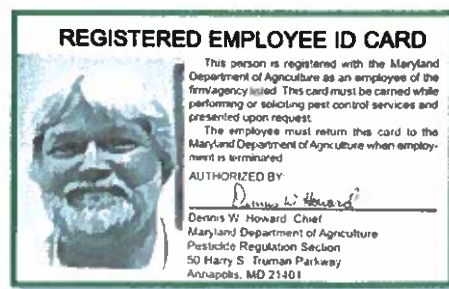 REGISTERED EMPLOYEE ID CARD
This person is registered with the Maryland
Department of Agriculture as an employee of the
firm/agency listed. This card must be carried while
performing or soliciting pest control services and
presented upon request.
The employee must return this card to the
Maryland Department of Agriculture when employ-
ment is terminated
AUTHORIZED BY:
Dennis W Howard
Dennis W. Howard, Chief
Maryland Department of Agriculture
Pesticide Regulation Section
50 Harry S. Truman Parkway
Annapolis, MD 21401